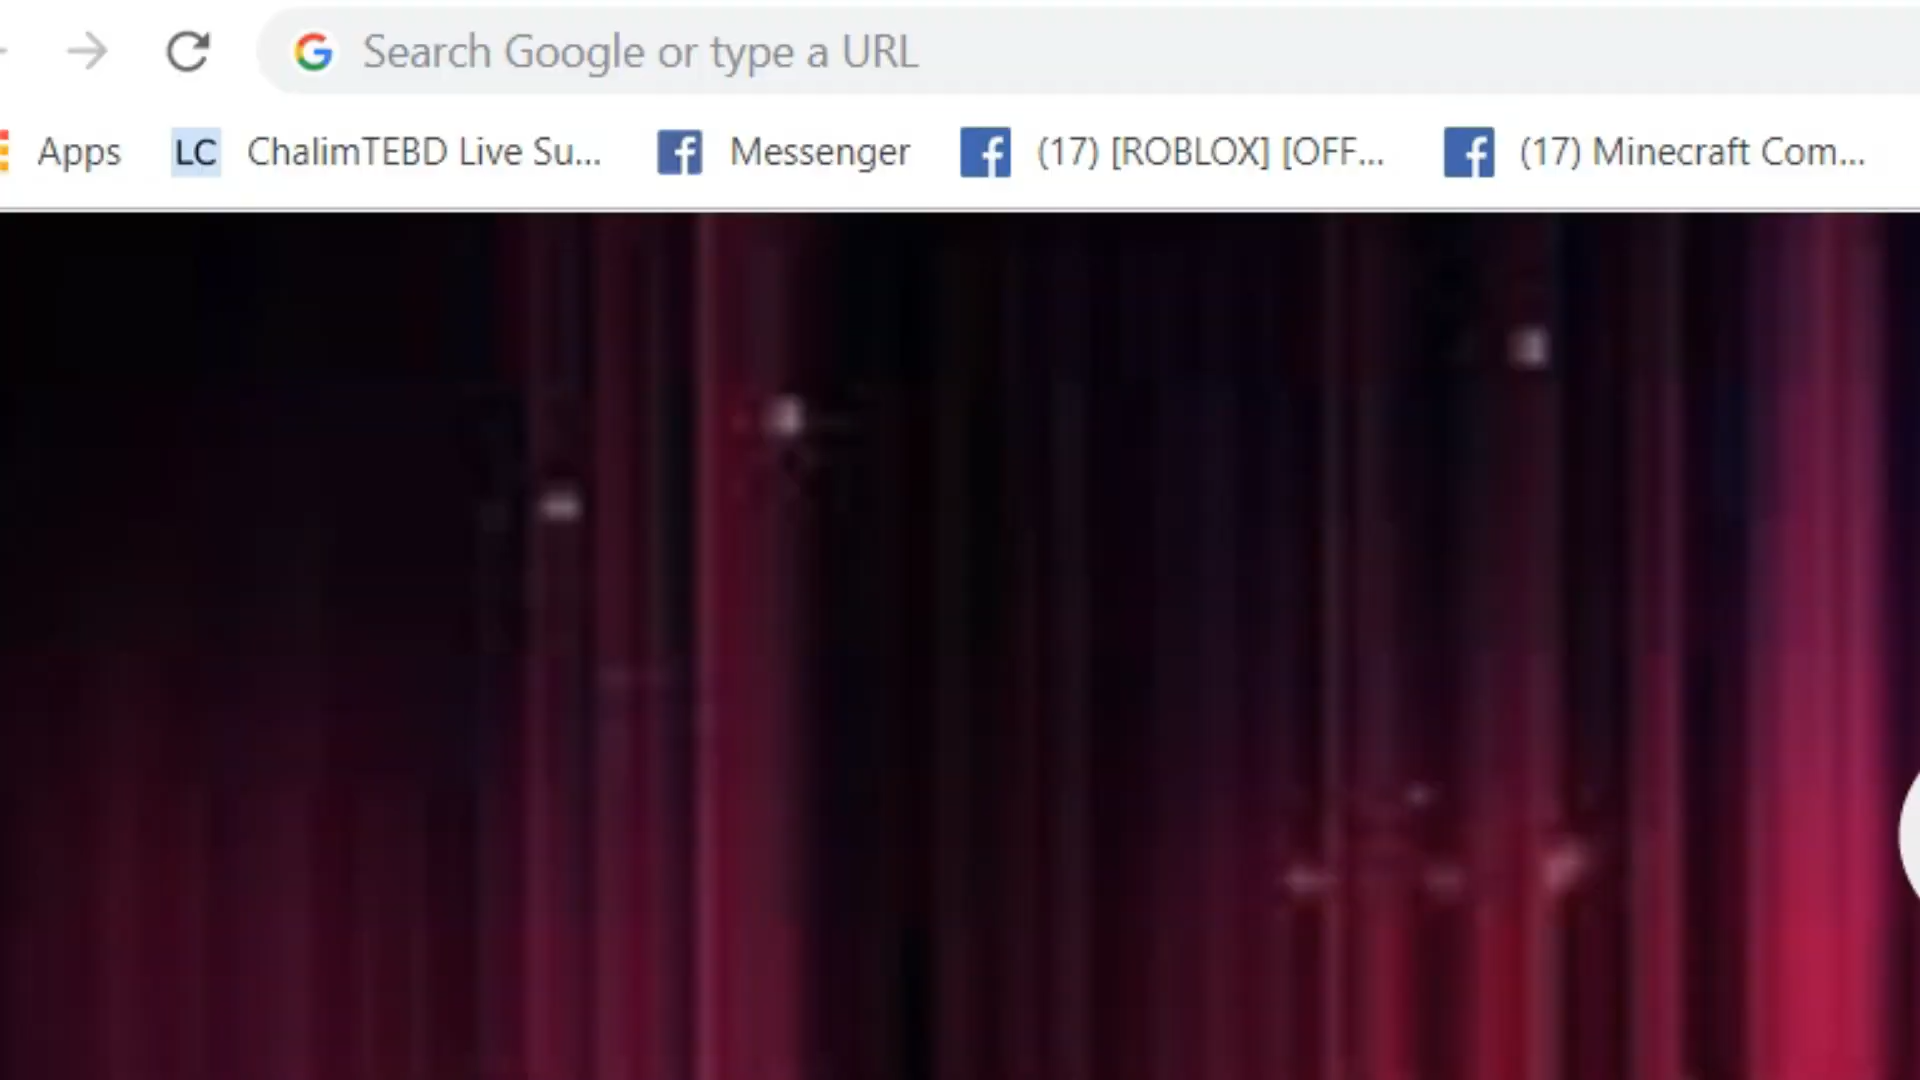 Search Google or type a URL
Apps LC ChalimTEBD Live Su... Messenger (17) [ROBLOX] [OFF... (17) Minecraft Com...